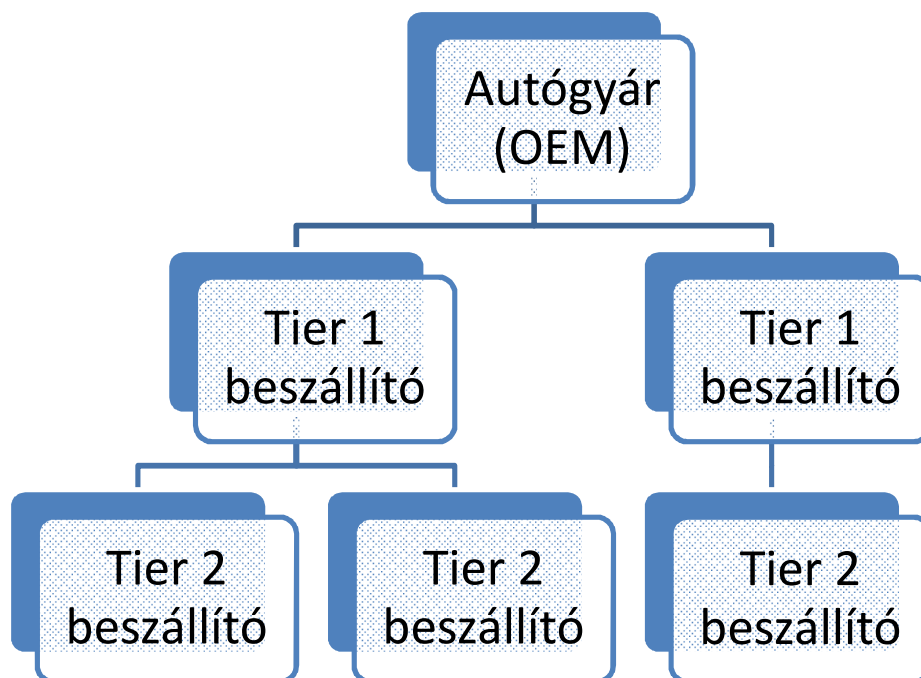 Autógyár
(OEM)
Tier 1
beszállító
Tier 1
beszállító
Tier 2
beszállító
Tier 2
beszállító
Tier 2
beszállító